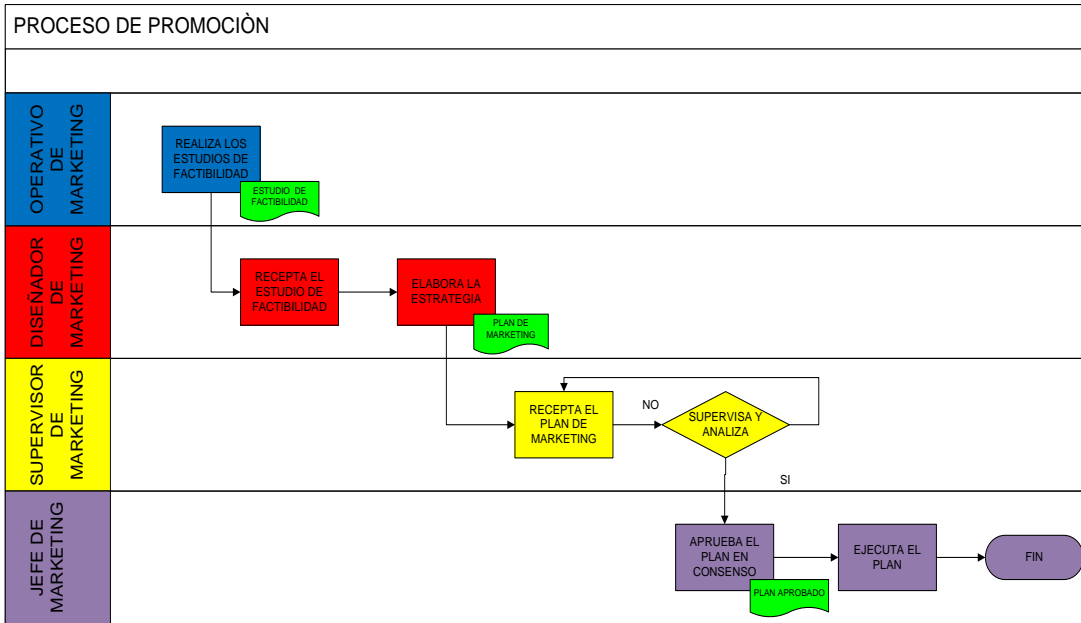 PROCESO DE PROMOCIÒN
OPERATIVO
DE
MARKETING
REALIZA LOS
ESTUDIOS DE
FACTIBILIDAD
ESTUDIO DE
FACTIBILIDAD
DISEÑADOR
DE
MARKETING
RECEPTA EL
ESTUDIO DE
FACTIBILIDAD
ELABORA LA
ESTRATEGIA
PLAN DE
MARKETING
SUPERVISOR
DE
MARKETING
RECEPTA EL
PLAN DE
MARKETING
NO
SUPERVISA Y
ANALIZA
SI
JEFE DE
MARKETING
APRUEBA EL
PLAN EN
CONSENSO
PLAN APROBADO
EJECUTA EL
PLAN
FIN